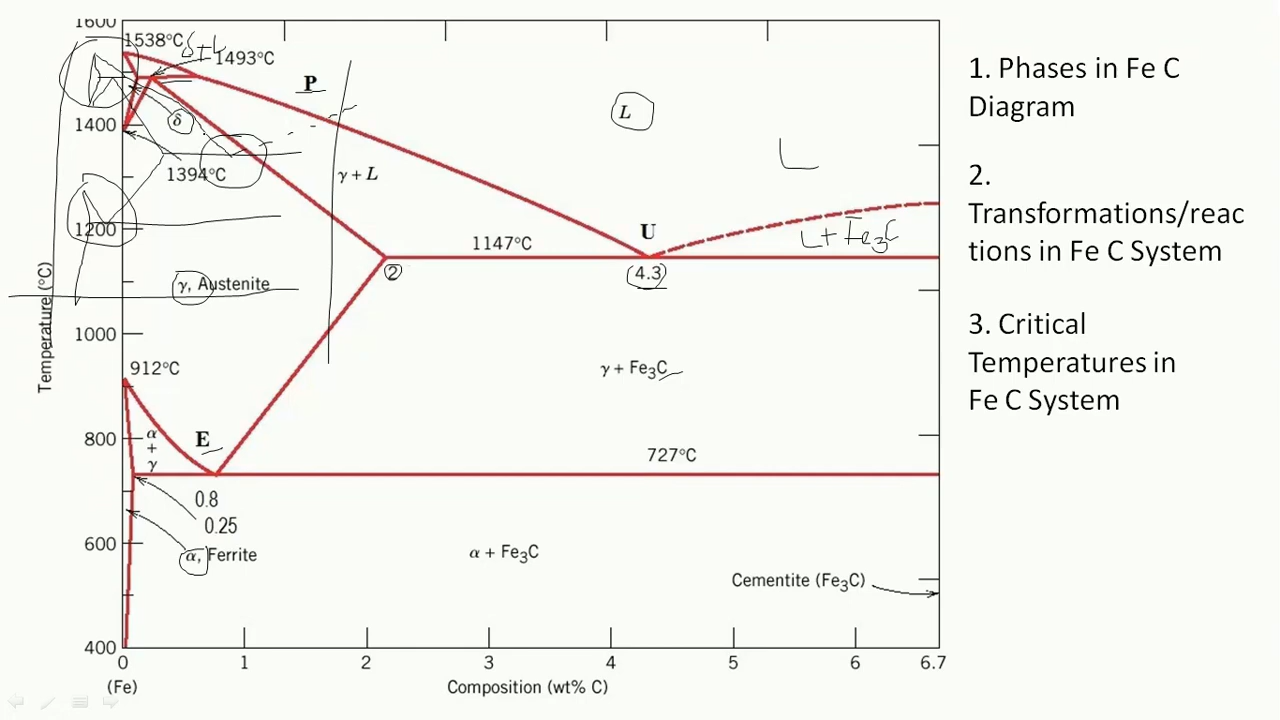 1600
1538°C
δ+L
1493°C
P
L
1400
δ
L
1394°C
γ + L
1200
U
L + Fe₃C
1147°C
2
4.3
γ, Austenite
Temperature (°C)
1000
912°C
γ + Fe₃C
800
α
+
γ
E
727°C
0.8
0.25
600
α, Ferrite
α + Fe₃C
Cementite (Fe₃C)
400
0 1 2 3 4 5 6 6.7
(Fe)
Composition (wt% C)
1. Phases in Fe C
Diagram
2.
Transformations/reac
tions in Fe C System
3. Critical
Temperatures in
Fe C System